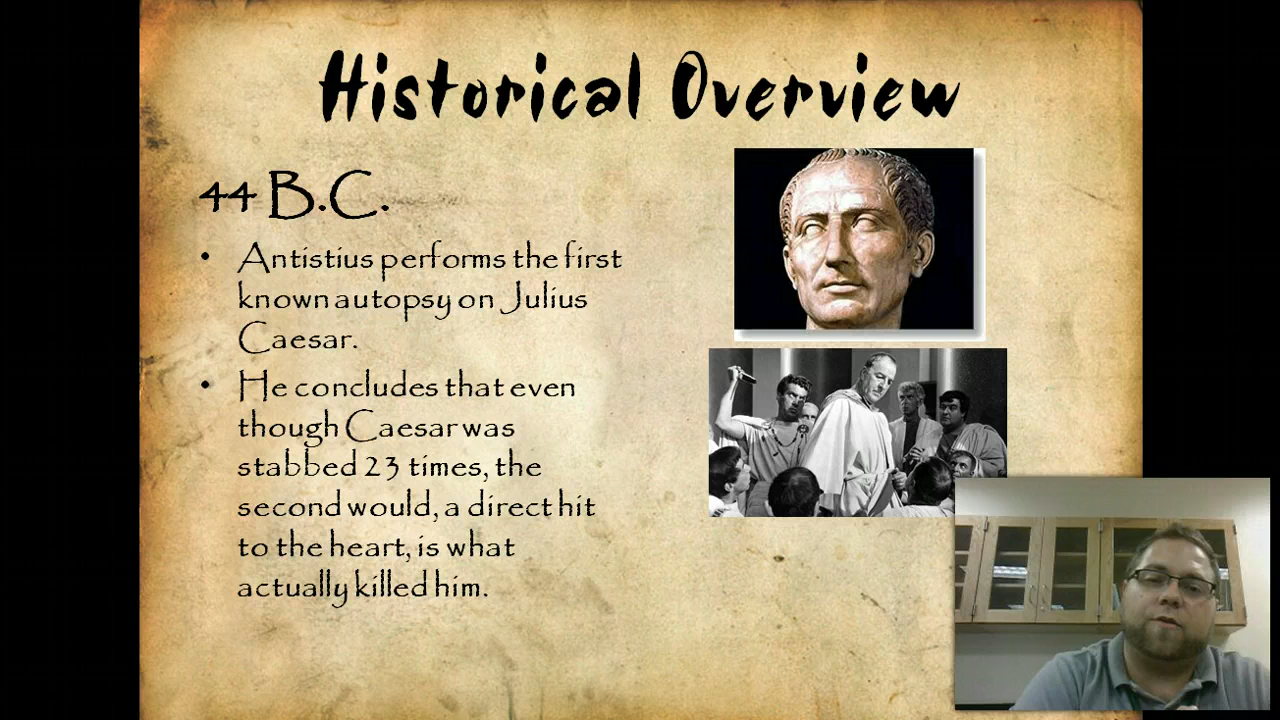 Historical Overview
44 B.C.
• Antistius performs the first
known autopsy on Julius
Caesar.
• He concludes that even
though Caesar was
stabbed 23 times, the
second would, a direct hit
to the heart, is what
actually killed him.